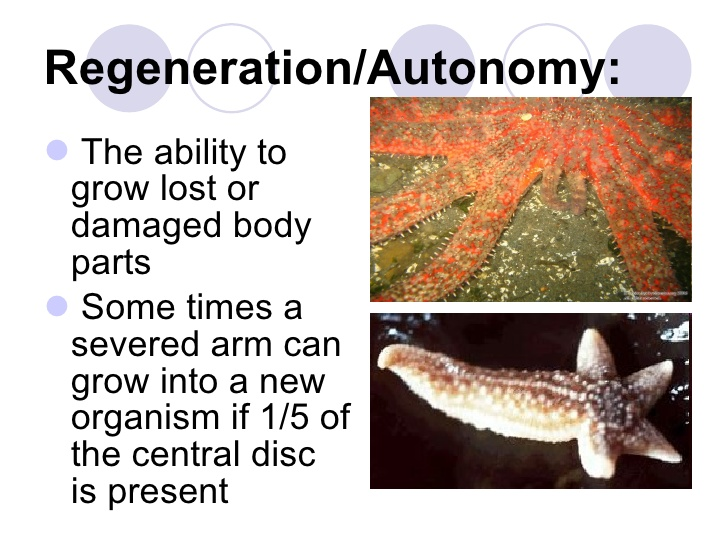 Regeneration/Autonomy:
The ability to
grow lost or
damaged body
parts
Some times a
severed arm can
grow into a new
organism if 1/5 of
the central disc
is present